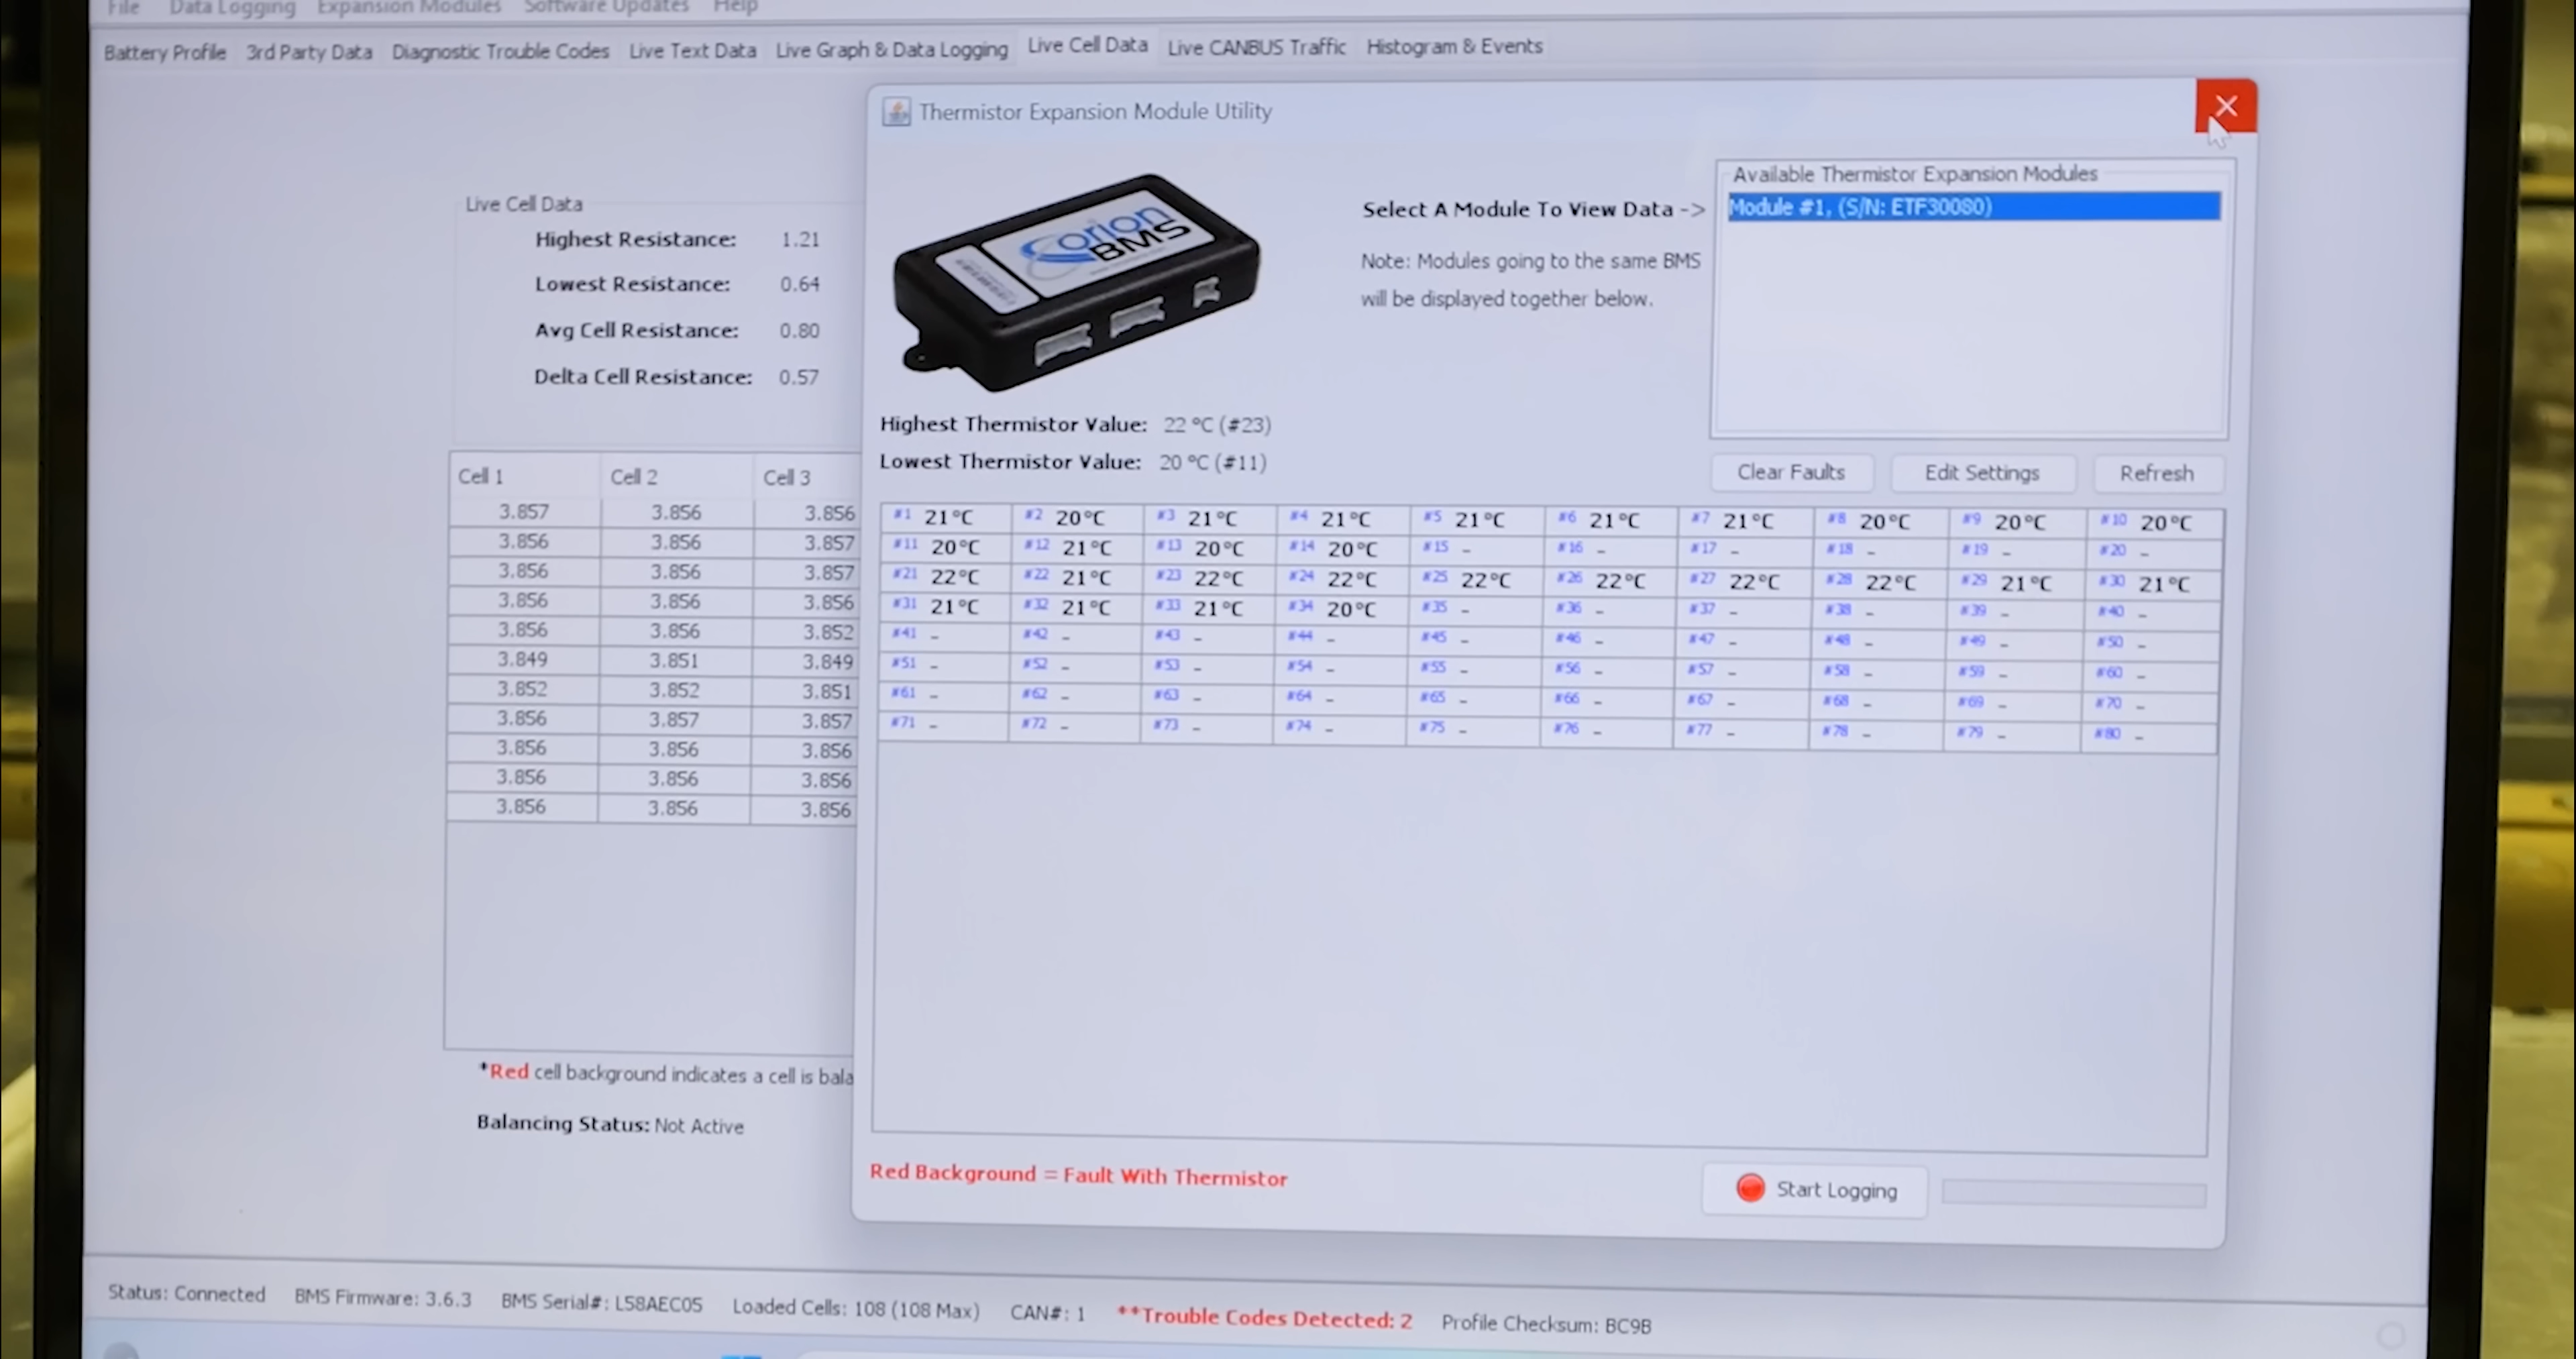 File Data Logging Expansion Modules Software Updates Help
Battery Profile 3rd Party Data Diagnostic Trouble Codes Live Text Data Live Graph & Data Logging Live Cell Data Live CANBUS Traffic Histogram & Events
Thermistor Expansion Module Utility
Live Cell Data
Highest Resistance: 1.21
Lowest Resistance: 0.64
Avg Cell Resistance: 0.80
Delta Cell Resistance: 0.57
Cell 1 Cell 2 Cell 3
3.857 3.856 3.856
3.856 3.856 3.857
3.856 3.856 3.857
3.856 3.856 3.856
3.856 3.856 3.852
3.849 3.851 3.849
3.852 3.852 3.851
3.856 3.857 3.857
3.856 3.856 3.856
3.856 3.856 3.856
3.856 3.856 3.856
*Red cell background indicates a cell is bala
Balancing Status: Not Active
orion
BMS
Select A Module To View Data ->
Note: Modules going to the same BMS
will be displayed together below.
Available Thermistor Expansion Modules
Module #1, (S/N: ETF30080)
Highest Thermistor Value: 22 °C (#23)
Lowest Thermistor Value: 20 °C (#11)
Clear Faults Edit Settings Refresh
#1 21°C #2 20°C #3 21°C #4 21°C #5 21°C #6 21°C #7 21°C #8 20°C #9 20°C #10 20°C
#11 20°C #12 21°C #13 20°C #14 20°C #15 - #16 - #17 - #18 - #19 - #20 -
#21 22°C #22 21°C #23 22°C #24 22°C #25 22°C #26 22°C #27 22°C #28 22°C #29 21°C #30 21°C
#31 21°C #32 21°C #33 21°C #34 20°C #35 - #36 - #37 - #38 - #39 - #40 -
#41 - #42 - #43 - #44 - #45 - #46 - #47 - #48 - #49 - #50 -
#51 - #52 - #53 - #54 - #55 - #56 - #57 - #58 - #59 - #60 -
#61 - #62 - #63 - #64 - #65 - #66 - #67 - #68 - #69 - #70 -
#71 - #72 - #73 - #74 - #75 - #76 - #77 - #78 - #79 - #80 -
Red Background = Fault With Thermistor
Start Logging
Status: Connected BMS Firmware: 3.6.3 BMS Serial#: L58AEC05 Loaded Cells: 108 (108 Max) CAN#: 1 **Trouble Codes Detected: 2 Profile Checksum: BC9B